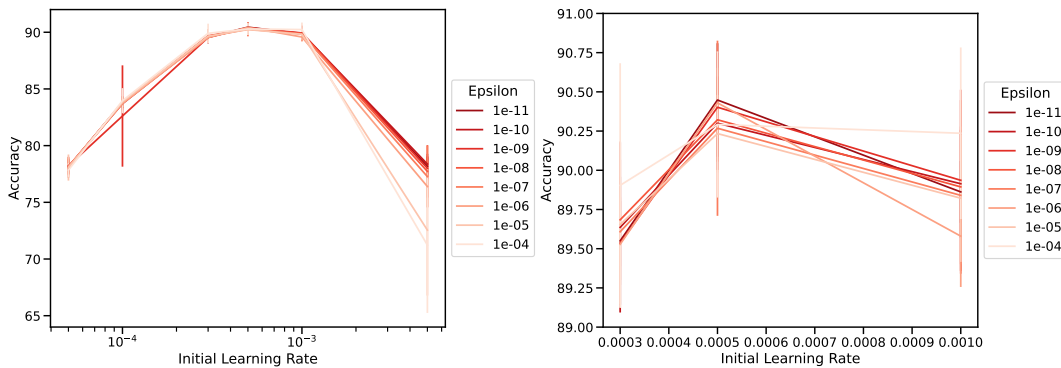 90
85
80
75
70
65
Accuracy
10⁻⁴
10⁻³
Initial Learning Rate
Epsilon
1e-11
1e-10
1e-09
1e-08
1e-07
1e-06
1e-05
1e-04
91.00
90.75
90.50
90.25
90.00
89.75
89.50
89.25
89.00
Accuracy
0.0003 0.0004 0.0005 0.0006 0.0007 0.0008 0.0009 0.0010
Initial Learning Rate
Epsilon
1e-11
1e-10
1e-09
1e-08
1e-07
1e-06
1e-05
1e-04